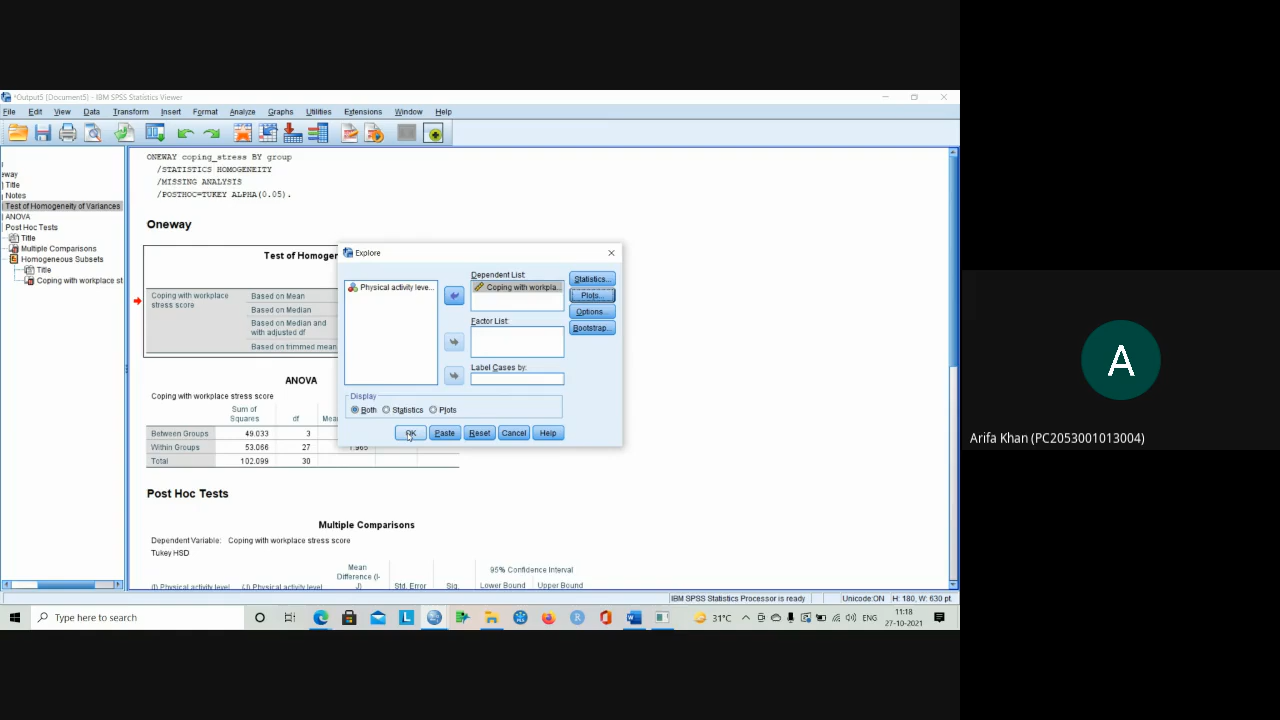 *Output5 [Document5] - IBM SPSS Statistics Viewer
File Edit View Data Transform Insert Format Analyze Graphs Utilities Extensions Window Help
eway
Title
Notes
Test of Homogeneity of Variances
ANOVA
Post Hoc Tests
Title
Multiple Comparisons
Homogeneous Subsets
Title
Coping with workplace st
ONEWAY coping_stress BY group
/STATISTICS HOMOGENEITY
/MISSING ANALYSIS
/POSTHOC=TUKEY ALPHA(0.05).
Oneway
Test of Homoger
Coping with workplace stress score
Based on Mean
Based on Median
Based on Median and with adjusted df
Based on trimmed mean
ANOVA
Coping with workplace stress score
Sum of Squares df Mea
Between Groups 49.033 3
Within Groups 53.066 27 1.965
Total 102.099 30
Post Hoc Tests
Multiple Comparisons
Dependent Variable: Coping with workplace stress score
Tukey HSD
(I) Physical activity level (J) Physical activity level Mean Difference (I-J) Std. Error Sig. 95% Confidence Interval Lower Bound Upper Bound
Explore
Physical activity leve...
Dependent List:
Coping with workpla...
Factor List:
Label Cases by:
Statistics...
Plots...
Options...
Bootstrap...
Display
Both Statistics Plots
OK Paste Reset Cancel Help
IBM SPSS Statistics Processor is ready Unicode:ON H: 180, W: 630 pt.
Type here to search
31°C ENG 11:18 27-10-2021
A
Arifa Khan (PC2053001013004)